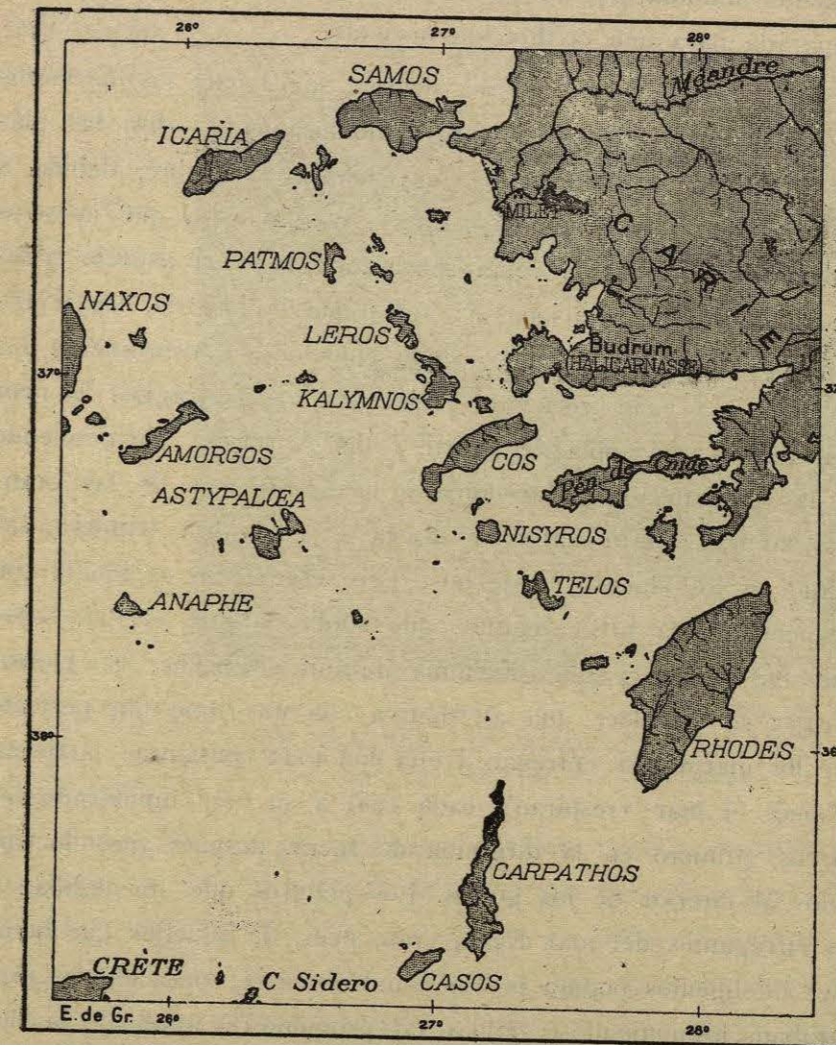 26° 27° 28°
SAMOS
Méandre
ICARIA
MILET
CARIE
PATMOS
NAXOS
LEROS
Budrum
(HALICARNASSE)
37°
KALYMNOS
AMORGOS
COS
Pén. de Cnide
ASTYPALŒA
NISYROS
TELOS
ANAPHE
RHODES
CARPATHOS
CRÈTE
C Sidero
CASOS
E. de Gr. 26° 27° 28°